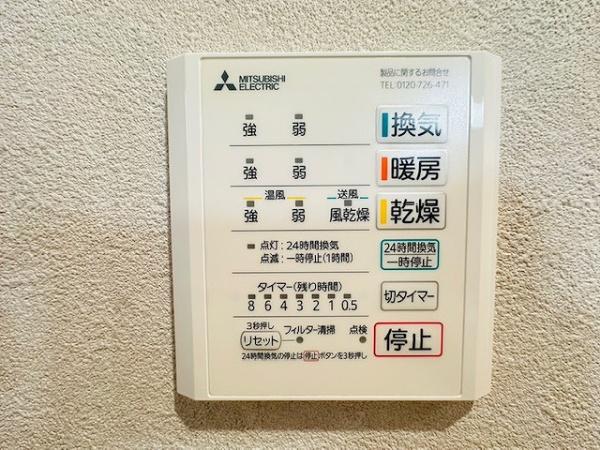 MITSUBISHI
ELECTRIC
製品に関するお問合せ
TEL 0120-726-471
強 弱 換気
強 弱 暖房
温風 送風
強 弱 風乾燥 乾燥
点灯:24時間換気
点滅:一時停止(1時間)
24時間換気
一時停止
タイマー(残り時間)
8 6 4 3 2 1 0.5
切タイマー
3秒押し
リセット フィルター清掃 点検
停止
24時間換気の停止は停止ボタンを3秒押し